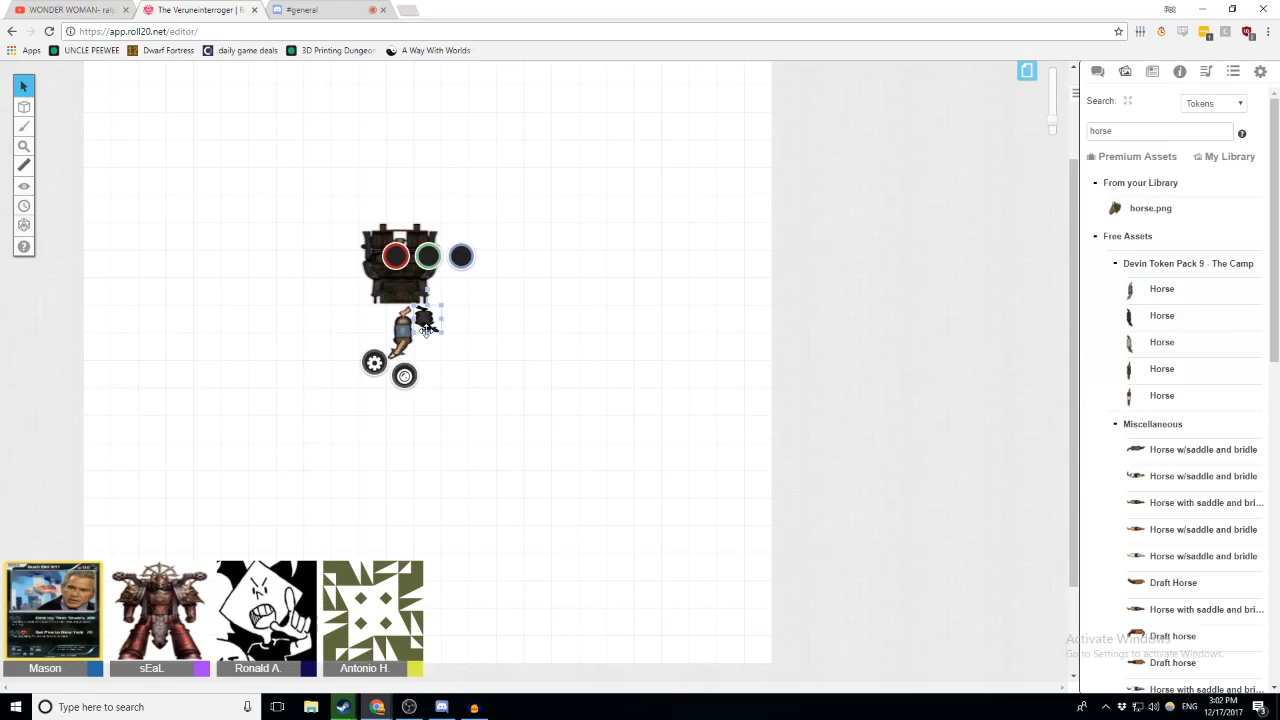 WONDER WOMAN- raip
The Veruneinterroger | R
#general
https://app.roll20.net/editor/
Apps
UNCLE PEEWEE
Dwarf Fortress
daily game deals
3D Printing Dungeon
A Way With Words
Search:
Tokens
horse
Premium Assets
My Library
From your Library
horse.png
Free Assets
Devin Token Pack 9 - The Camp
Horse
Horse
Horse
Horse
Horse
Miscellaneous
Horse w/saddle and bridle
Horse w/saddle and bridle
Horse with saddle and bri...
Horse w/saddle and bridle
Horse w/saddle and bridle
Draft Horse
Horse with saddle and bri...
Draft horse
Draft horse
Horse with saddle and bri...
Activate Windows
Go to Settings to activate Windows.
Mason
sEaL
Ronald A.
Antonio H.
Type here to search
3:02 PM
12/17/2017